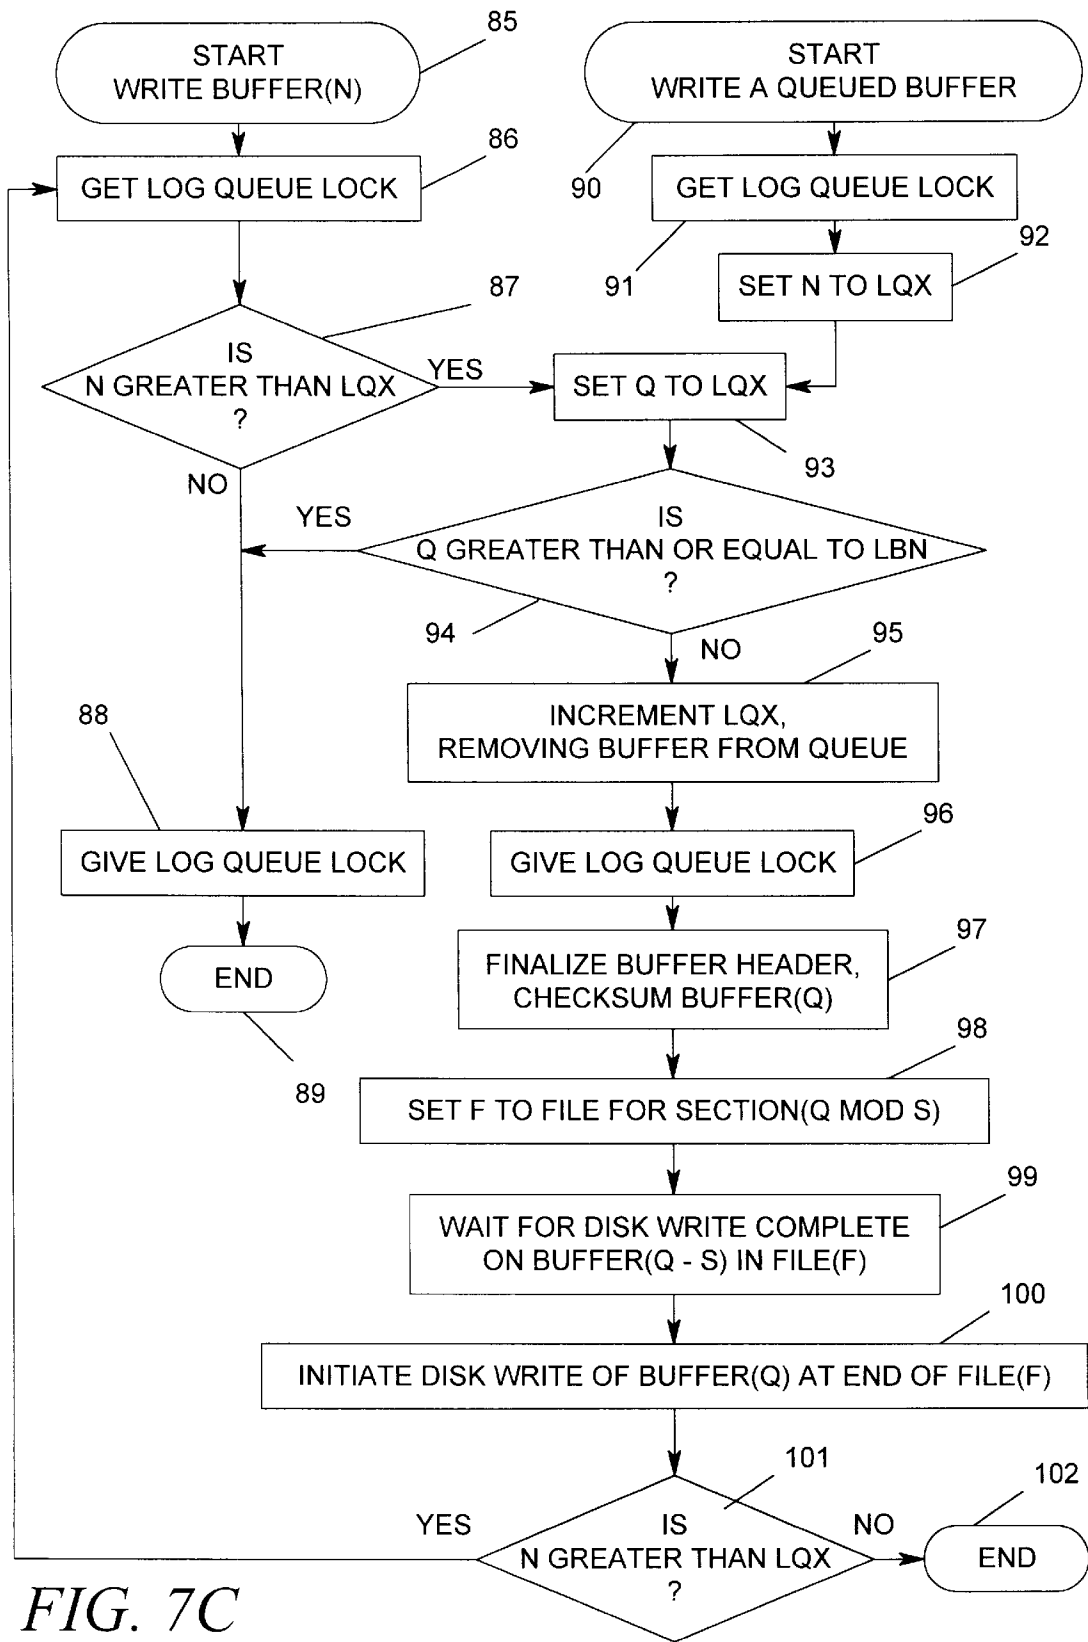 85
START
WRITE BUFFER(N)
START
WRITE A QUEUED BUFFER
86
GET LOG QUEUE LOCK
90
GET LOG QUEUE LOCK
91
92
SET N TO LQX
87
IS
N GREATER THAN LQX
?
YES
NO
SET Q TO LQX
93
YES
IS
Q GREATER THAN OR EQUAL TO LBN
?
94
NO
95
INCREMENT LQX,
REMOVING BUFFER FROM QUEUE
88
GIVE LOG QUEUE LOCK
96
GIVE LOG QUEUE LOCK
END
89
97
FINALIZE BUFFER HEADER,
CHECKSUM BUFFER(Q)
98
SET F TO FILE FOR SECTION(Q MOD S)
99
WAIT FOR DISK WRITE COMPLETE
ON BUFFER(Q - S) IN FILE(F)
100
INITIATE DISK WRITE OF BUFFER(Q) AT END OF FILE(F)
101
YES
IS
N GREATER THAN LQX
?
NO
102
END
FIG. 7C